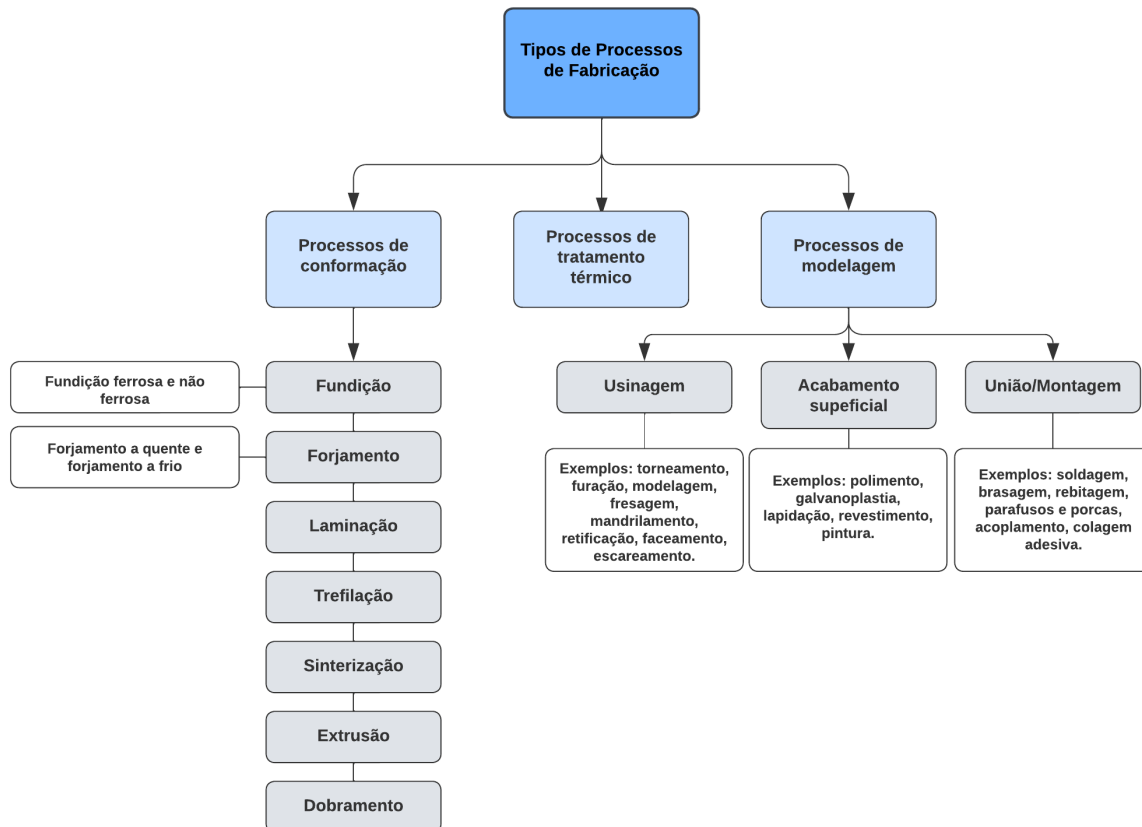 Tipos de Processos
de Fabricação
Processos de
conformação
Processos de
tratamento
térmico
Processos de
modelagem
Fundição ferrosa e não
ferrosa
Fundição
Usinagem
Acabamento
supeficial
União/Montagem
Forjamento a quente e
forjamento a frio
Forjamento
Exemplos: torneamento,
furação, modelagem,
fresagem,
mandrilamento,
retificação, faceamento,
escareamento.
Exemplos: polimento,
galvanoplastia,
lapidação, revestimento,
pintura.
Exemplos: soldagem,
brasagem, rebitagem,
parafusos e porcas,
acoplamento, colagem
adesiva.
Laminação
Trefilação
Sinterização
Extrusão
Dobramento